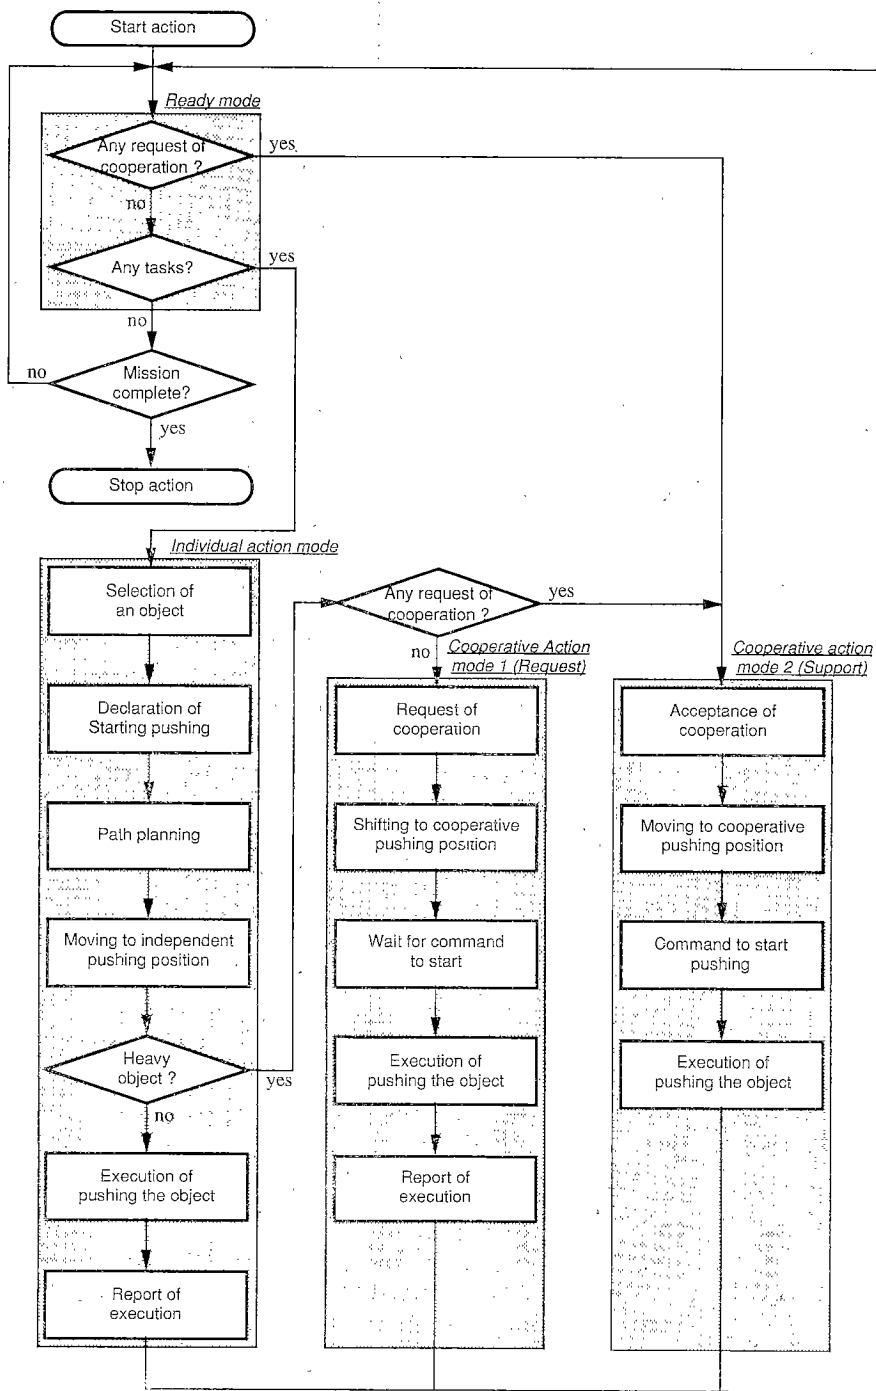 Start action
Ready mode
Any request of
cooperation ?
yes
no
Any tasks?
yes
no
Mission
complete?
no
yes
Stop action
Individual action mode
Selection of
an object
Declaration of
Starting pushing
Path planning
Moving to independent
pushing position
Heavy
object ?
yes
no
Execution of
pushing the object
Report of
execution
Any request of
cooperation ?
yes
no
Cooperative Action
mode 1 (Request)
Request of
cooperation
Shifting to cooperative
pushing position
Wait for command
to start
Execution of
pushing the object
Report of
execution
Cooperative action
mode 2 (Support)
Acceptance of
cooperation
Moving to cooperative
pushing position
Command to start
pushing
Execution of
pushing the object